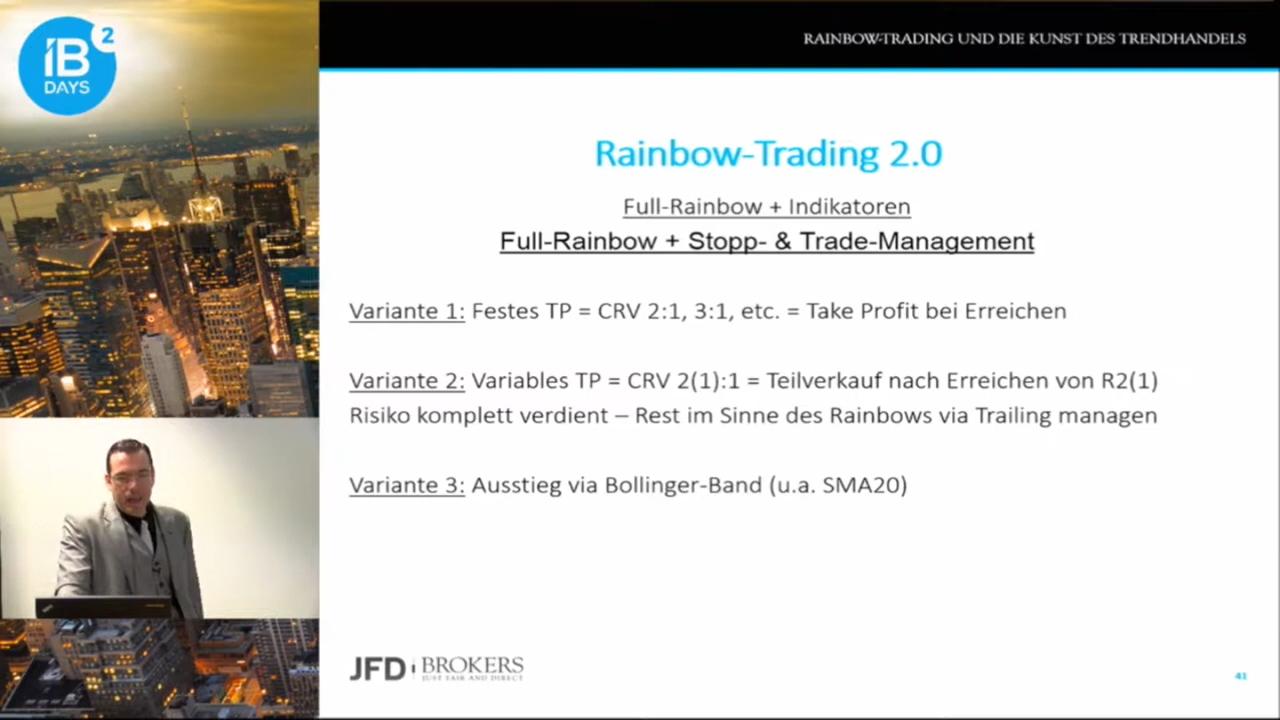 iB 2
DAYS
RAINBOW-TRADING UND DIE KUNST DES TRENDHANDELS
Rainbow-Trading 2.0
Full-Rainbow + Indikatoren
Full-Rainbow + Stopp- & Trade-Management
Variante 1: Festes TP = CRV 2:1, 3:1, etc. = Take Profit bei Erreichen
Variante 2: Variables TP = CRV 2(1):1 = Teilverkauf nach Erreichen von R2(1)
Risiko komplett verdient – Rest im Sinne des Rainbows via Trailing managen
Variante 3: Ausstieg via Bollinger-Band (u.a. SMA20)
JFD BROKERS
JUST FAIR AND DIRECT
41